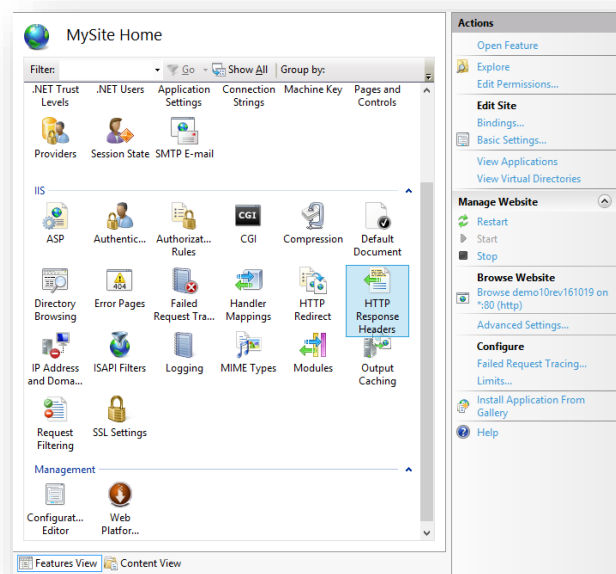 MySite Home
Filter:
Go
Show All
Group by:
.NET Trust Levels
.NET Users
Application Settings
Connection Strings
Machine Key
Pages and Controls
Providers
Session State
SMTP E-mail
IIS
ASP
Authentic...
Authorizat... Rules
CGI
CGI
Compression
Default Document
Directory Browsing
404
Error Pages
Failed Request Tra...
Handler Mappings
HTTP Redirect
HTTP Response Headers
IP Address and Doma...
ISAPI Filters
Logging
MIME Types
Modules
Output Caching
Request Filtering
SSL Settings
Management
Configurat... Editor
Web Platfor...
Features View
Content View
Actions
Open Feature
Explore
Edit Permissions...
Edit Site
Bindings...
Basic Settings...
View Applications
View Virtual Directories
Manage Website
Restart
Start
Stop
Browse Website
Browse demo10rev161019 on
*:80 (http)
Advanced Settings...
Configure
Failed Request Tracing...
Limits...
Install Application From
Gallery
Help